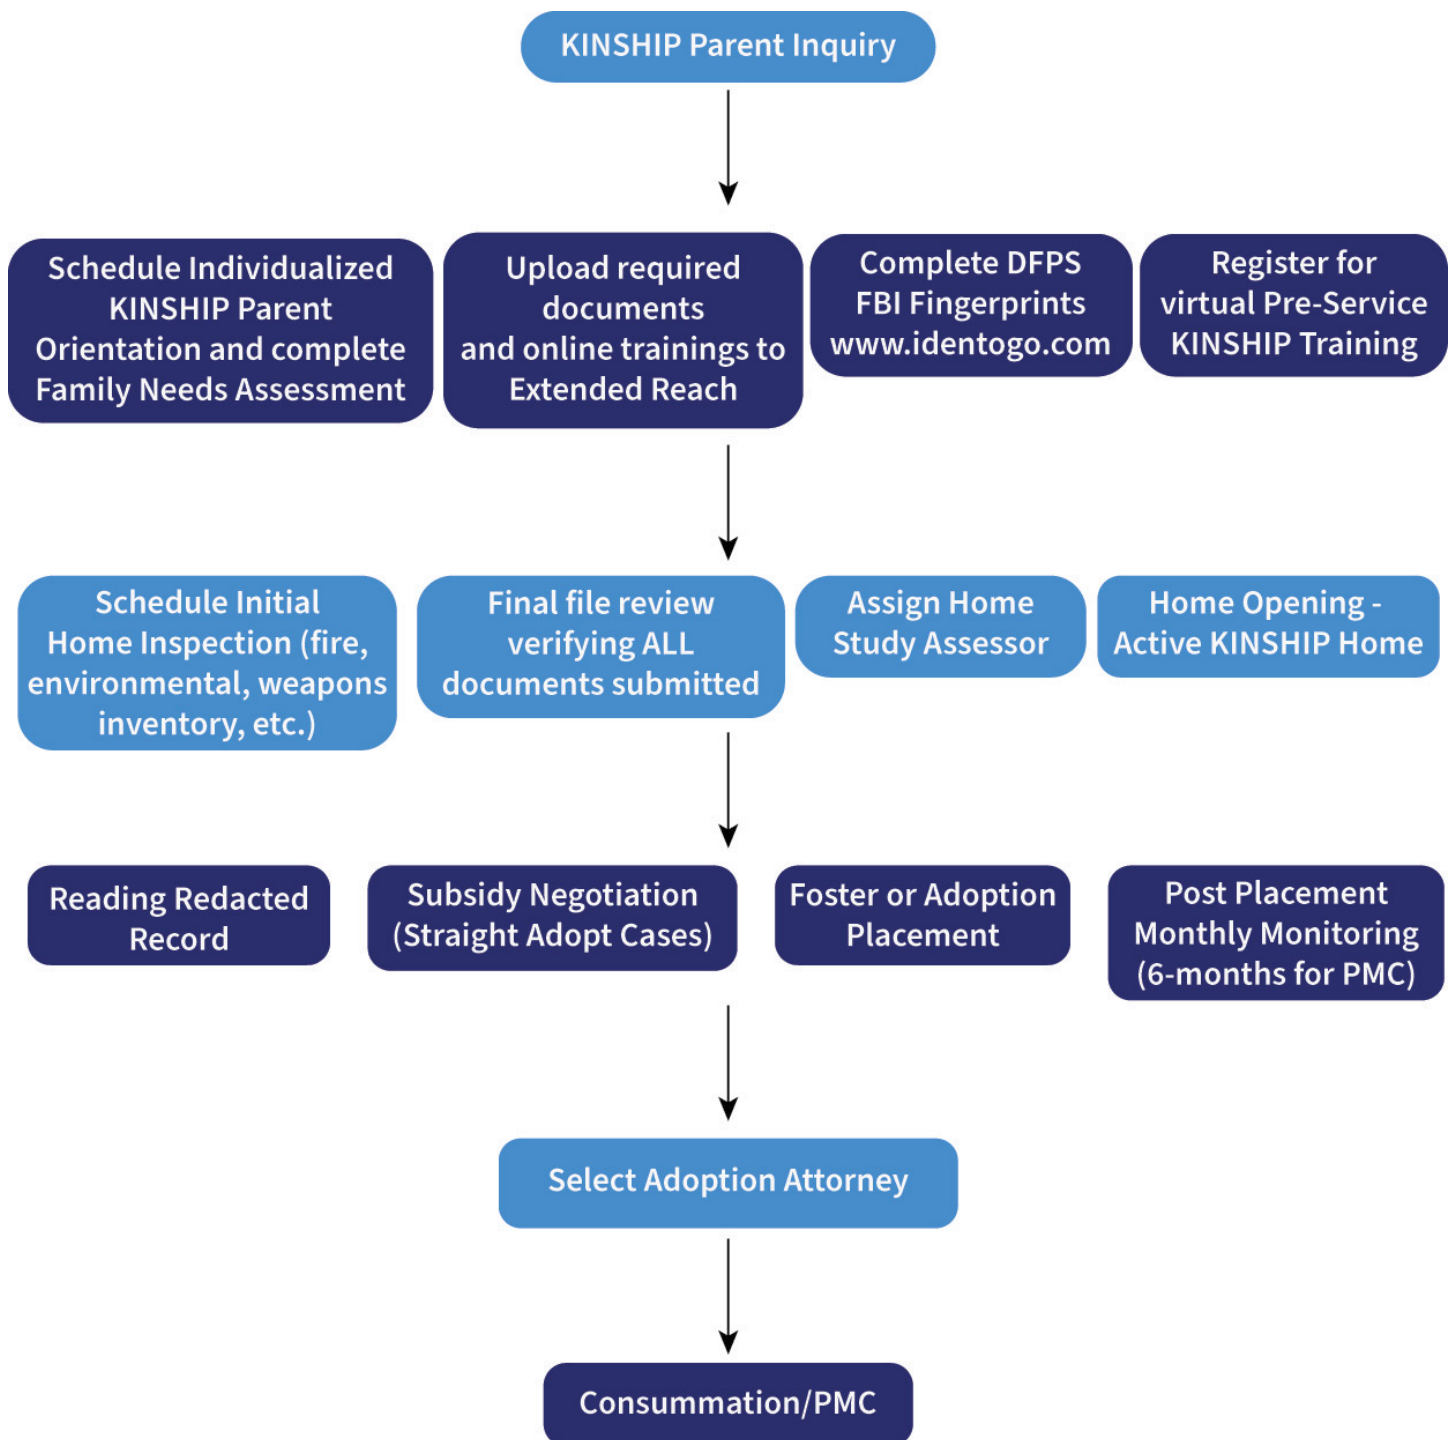 KINSHIP Parent Inquiry
Schedule Individualized
KINSHIP Parent
Orientation and complete
Family Needs Assessment
Upload required
documents
and online trainings to
Extended Reach
Complete DFPS
FBI Fingerprints
www.identogo.com
Register for
virtual Pre-Service
KINSHIP Training
Schedule Initial
Home Inspection (fire,
environmental, weapons
inventory, etc.)
Final file review
verifying ALL
documents submitted
Assign Home
Study Assessor
Home Opening -
Active KINSHIP Home
Reading Redacted
Record
Subsidy Negotiation
(Straight Adopt Cases)
Foster or Adoption
Placement
Post Placement
Monthly Monitoring
(6-months for PMC)
Select Adoption Attorney
Consummation/PMC